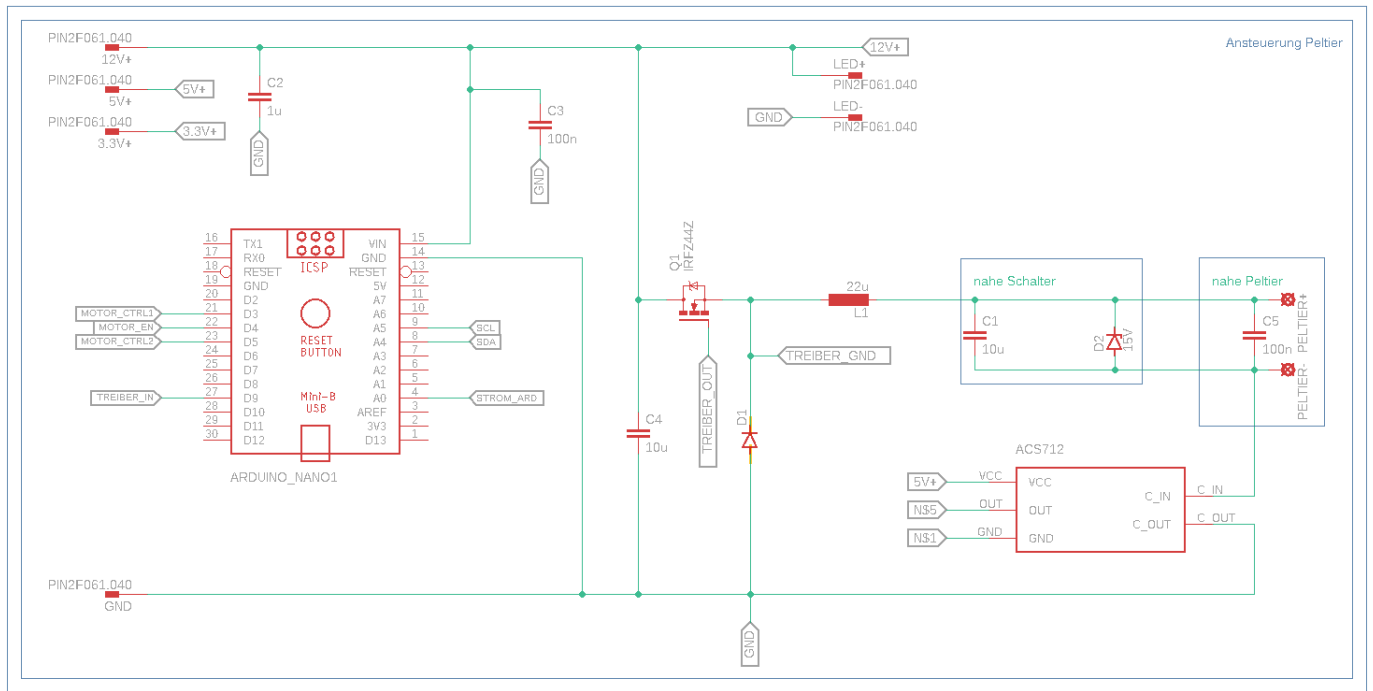 Ansteuerung Peltier
PIN2F061.040
12V+
PIN2F061.040
5V+
5V+
PIN2F061.040
3.3V+
3.3V+
C2
1u
GND
C3
100n
GND
12V+
LED+
PIN2F061.040
LED-
GND
PIN2F061.040
16 TX1 VIN 15
17 RX0 GND 14
18 RESET ICSP RESET 13
19 GND 5V 12
20 D2 A7 11
MOTOR_CTRL1 21 D3 A6 10
MOTOR_EN 22 D4 A5 9 SCL
MOTOR_CTRL2 23 D5 RESET A4 8 SDA
24 D6 BUTTON A3 7
25 D7 A2 6
26 D8 A1 5
TREIBER_IN 27 D9 Mini-B A0 4 STROM_ARD
28 D10 USB AREF 3
29 D11 3V3 2
30 D12 D13 1
ARDUINO_NANO1
Q1
IRFZ44Z
TREIBER_OUT
TREIBER_GND
22u
L1
C4
10u
D1
nahe Schalter
C1
10u
D2
15V
nahe Peltier
C5
100n
PELTIER+
PELTIER-
ACS712
5V+ VCC VCC
C_IN C_IN
N$5 OUT OUT
C_OUT C_OUT
N$1 GND GND
PIN2F061.040
GND
GND